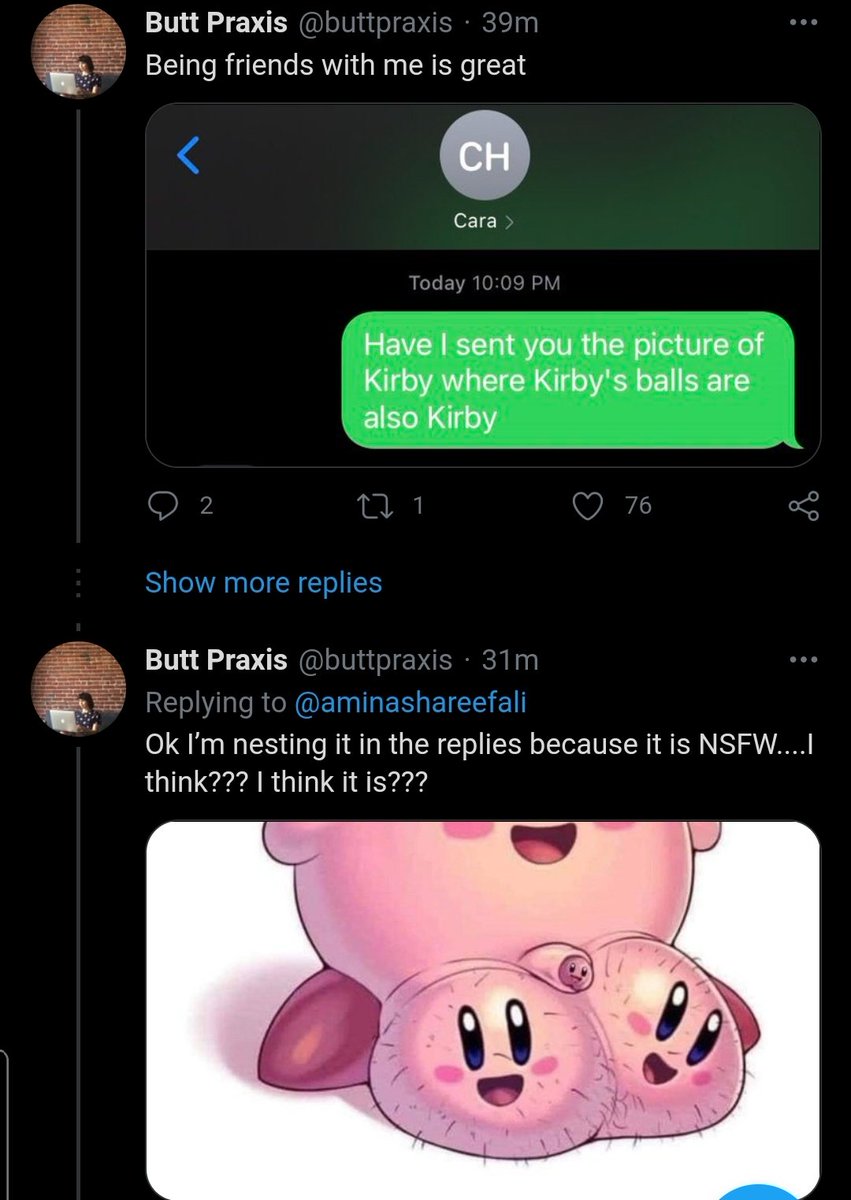 Butt Praxis @buttpraxis · 39m
Being friends with me is great
CH
Cara
Today 10:09 PM
Have I sent you the picture of
Kirby where Kirby's balls are
also Kirby
2 1 76
Show more replies
Butt Praxis @buttpraxis · 31m
Replying to @aminashareefali
Ok I’m nesting it in the replies because it is NSFW....I
think??? I think it is???